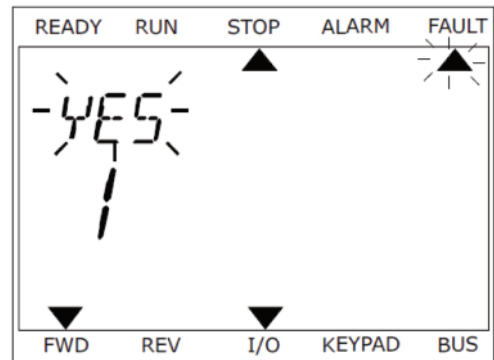 READY RUN STOP ALARM FAULT
YES
1
FWD REV I/O KEYPAD BUS